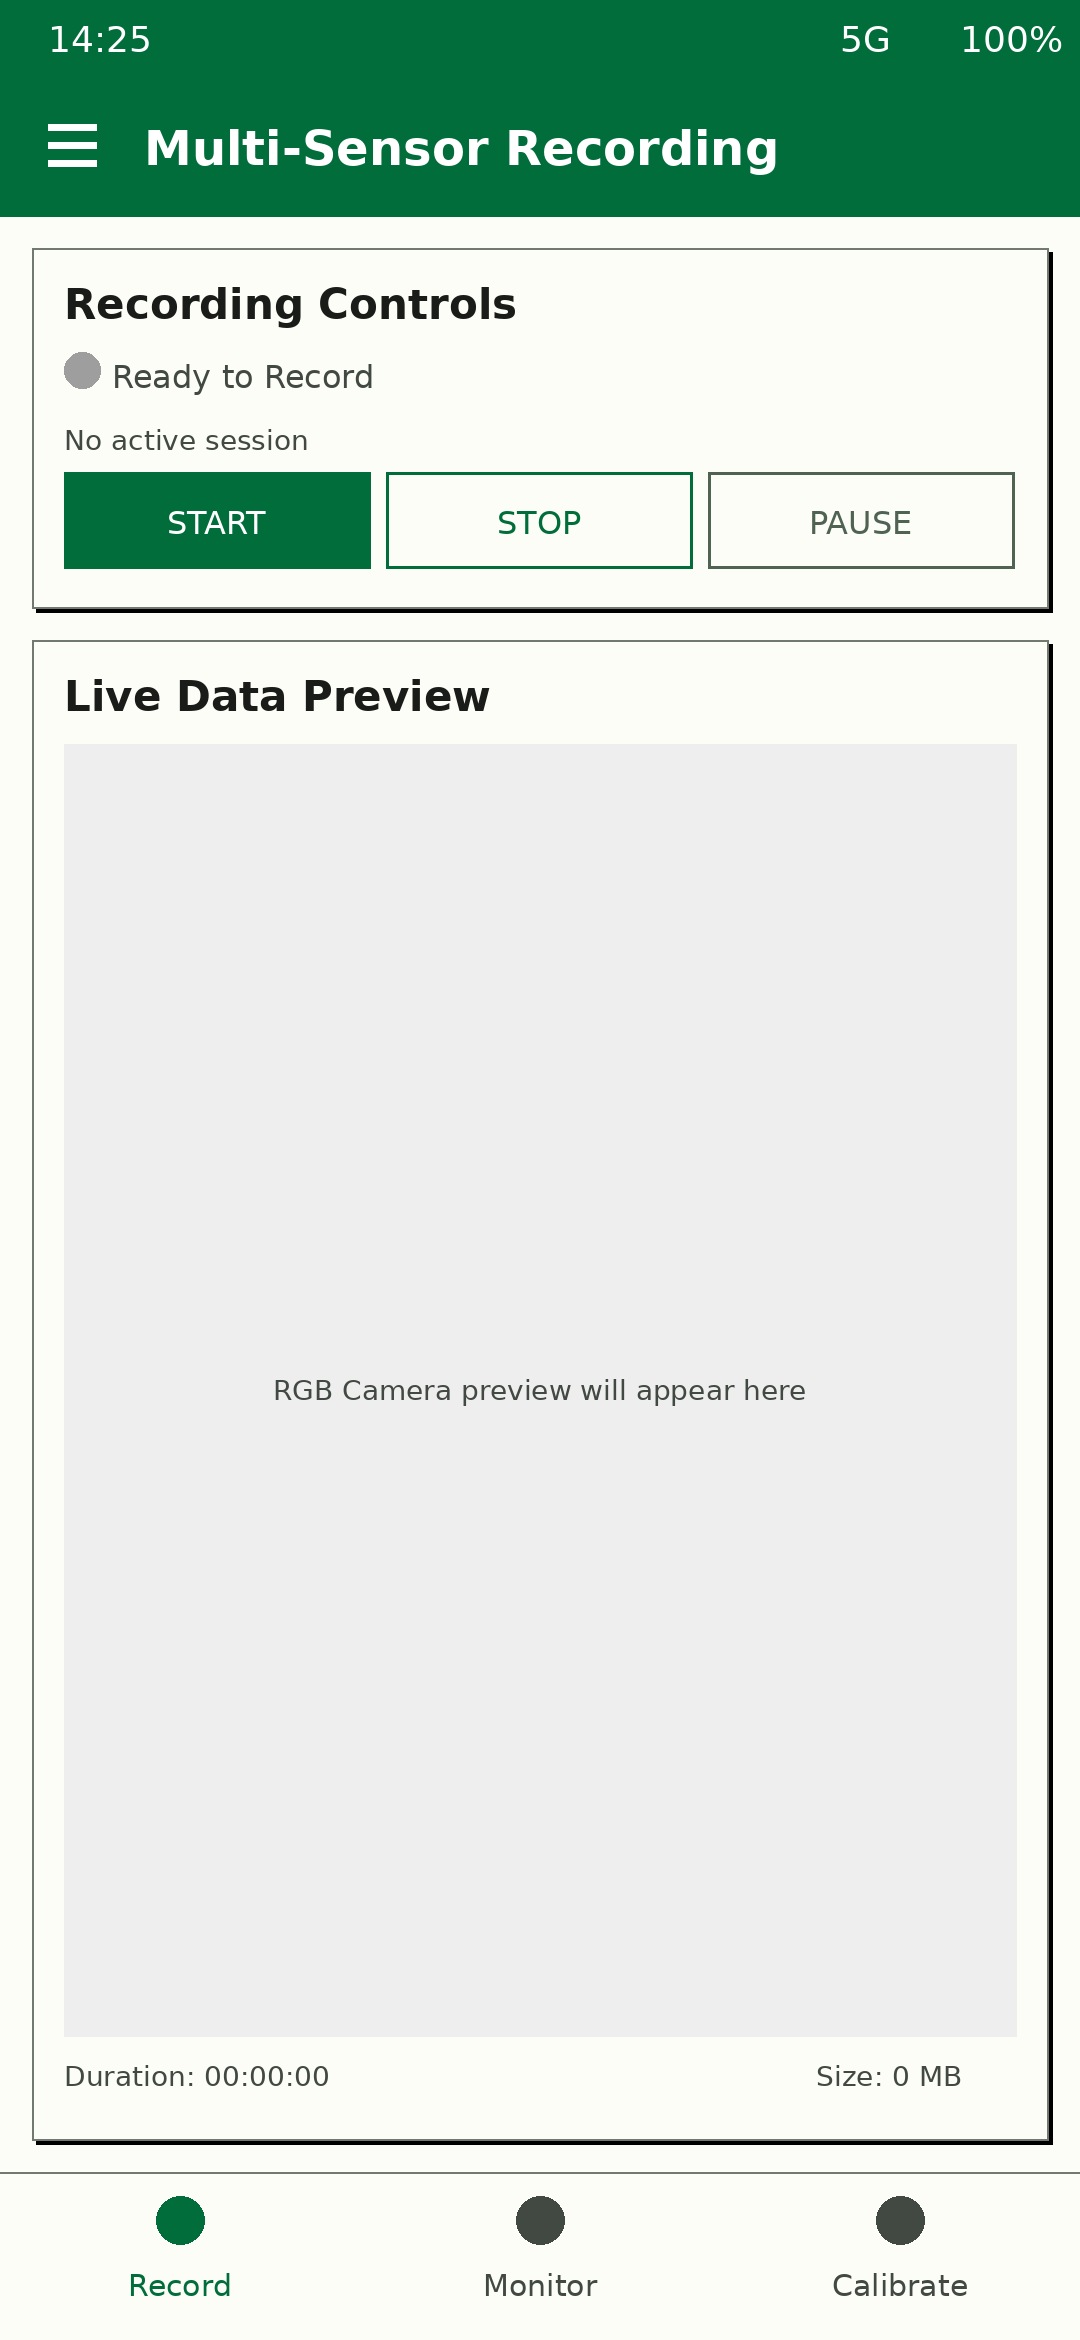 14:25 5G 100%
Multi-Sensor Recording
Recording Controls
Ready to Record
No active session
START STOP PAUSE
Live Data Preview
RGB Camera preview will appear here
Duration: 00:00:00 Size: 0 MB
Record Monitor Calibrate